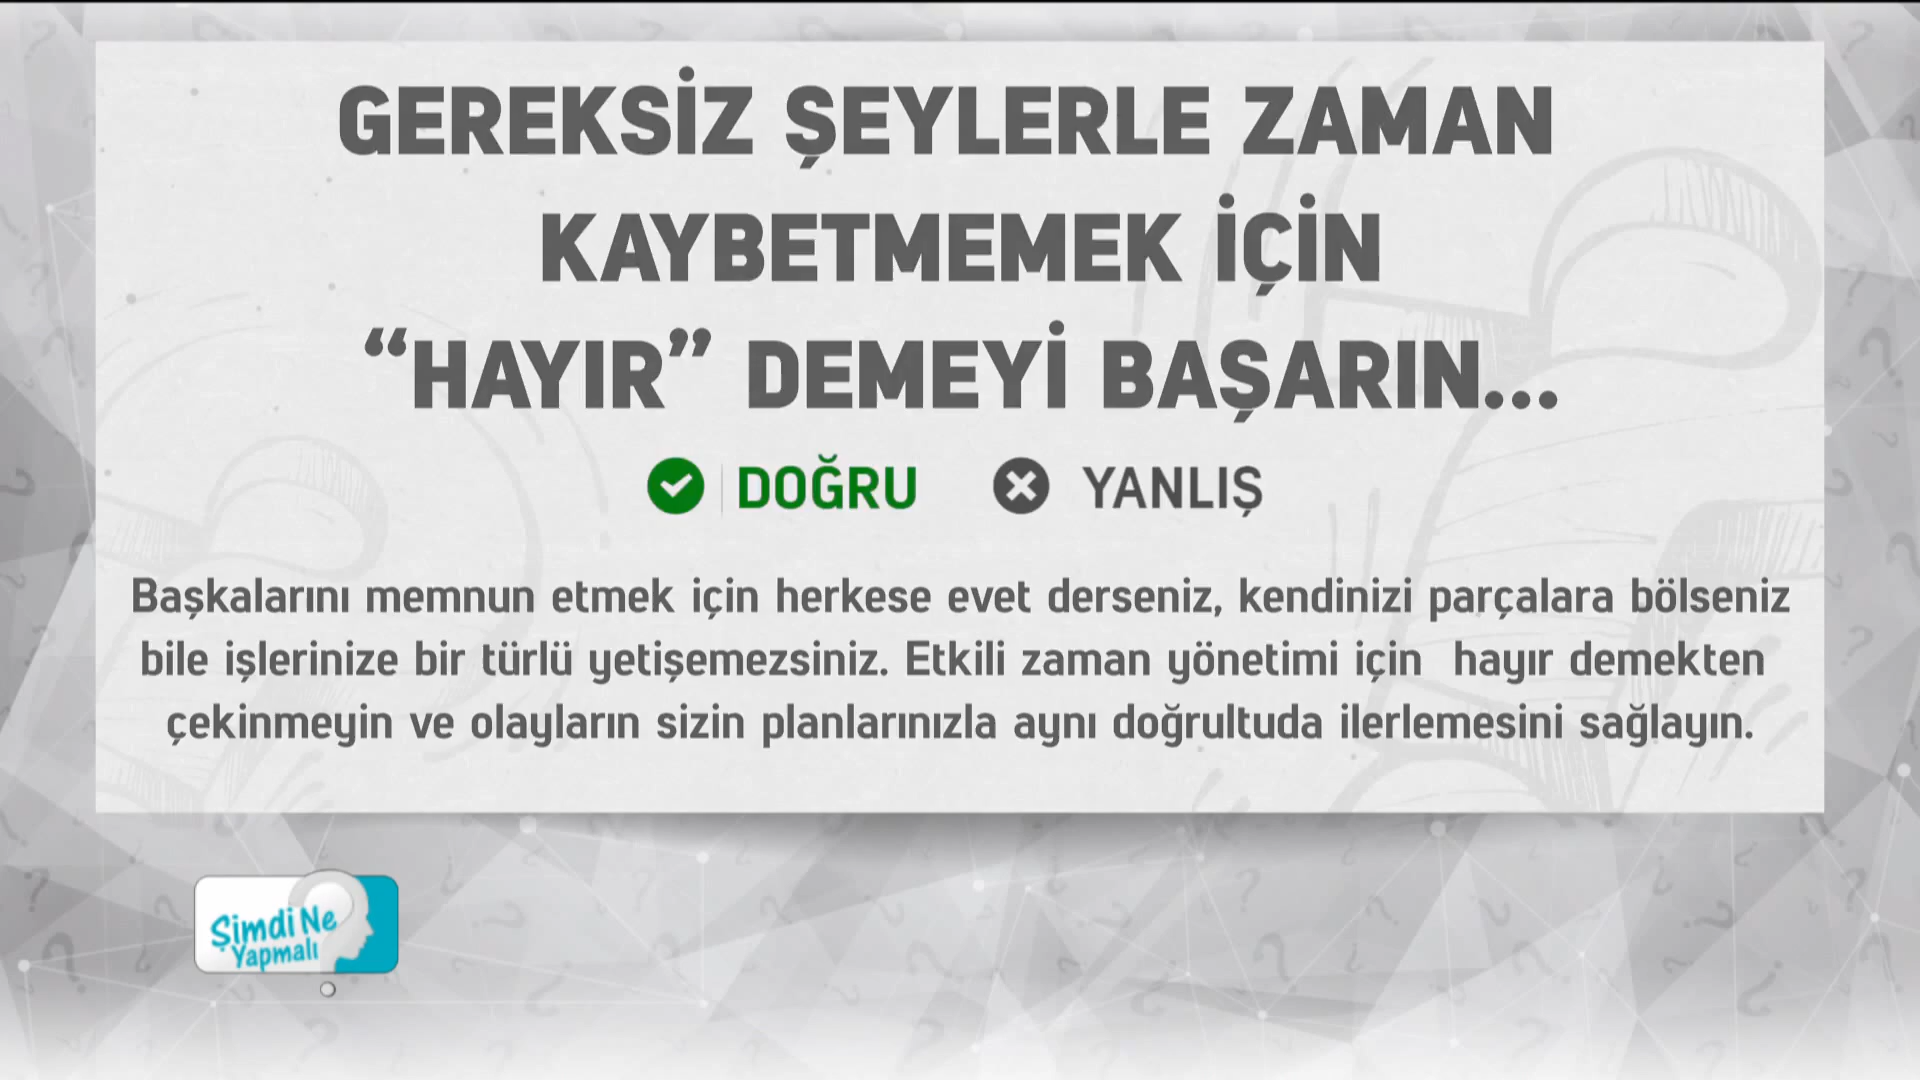 GEREKSİZ ŞEYLERLE ZAMAN
KAYBETMEMEK İÇİN
“HAYIR” DEMEYİ BAŞARIN...
DOĞRU YANLIŞ
Başkalarını memnun etmek için herkese evet derseniz, kendinizi parçalara bölseniz
bile işlerinize bir türlü yetişemezsiniz. Etkili zaman yönetimi için hayır demekten
çekinmeyin ve olayların sizin planlarınızla aynı doğrultuda ilerlemesini sağlayın.
Şimdi Ne
Yapmalı